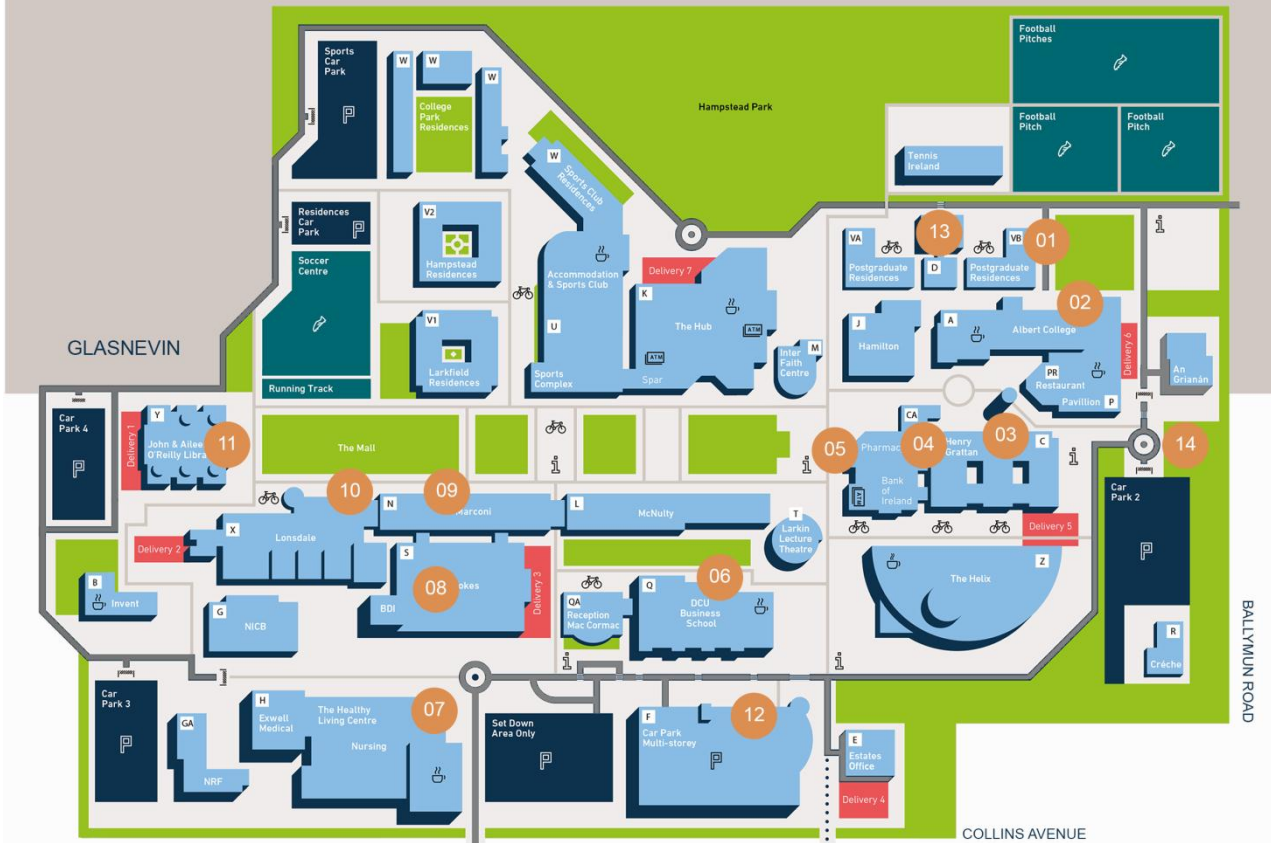 Sports
Car
Park
W
W
W
College
Park
Residences
Hampstead Park
Football
Pitches
Football
Pitch
Football
Pitch
Tennis
Ireland
W
Sports Club
Residences
Residences
Car
Park
V2
Hampstead
Residences
Soccer
Centre
Accommodation
& Sports Club
Delivery 7
K
The Hub
ATM
ATM
U
Sports
Complex
Spar
M
Inter
Faith
Centre
VA
Postgraduate
Residences
13
D
VB
01
Postgraduate
Residences
02
J
Hamilton
A
Albert College
Delivery 6
PR
Restaurant
Pavillion
P
An
Grianán
GLASNEVIN
V1
Larkfield
Residences
Running Track
Car
Park 4
Delivery 1
Y
John & Ailee
O'Reilly Libra
11
The Mall
CA
05
Pharmac
04
Henry
Grattan
03
C
Bank
of
Ireland
ATM
14
Car
Park 2
10
09
N
Marconi
L
McNulty
T
Larkin
Lecture
Theatre
Delivery 5
X
Lonsdale
Delivery 2
S
okes
08
BDI
Delivery 3
06
Q
DCU
Business
School
QA
Reception
Mac Cormac
The Helix
Z
B
Invent
G
NICB
R
Créche
BALLYMUN ROAD
Car
Park 3
GA
NRF
H
Exwell
Medical
The Healthy
Living Centre
Nursing
07
Set Down
Area Only
F
Car Park
Multi-storey
12
E
Estates
Office
Delivery 4
COLLINS AVENUE